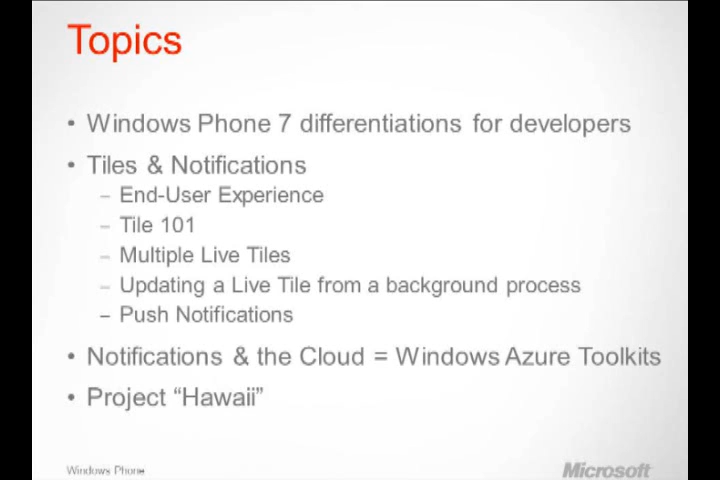 Topics
• Windows Phone 7 differentiations for developers
• Tiles & Notifications
– End-User Experience
– Tile 101
– Multiple Live Tiles
– Updating a Live Tile from a background process
– Push Notifications
• Notifications & the Cloud = Windows Azure Toolkits
• Project “Hawaii”
Windows Phone
Microsoft